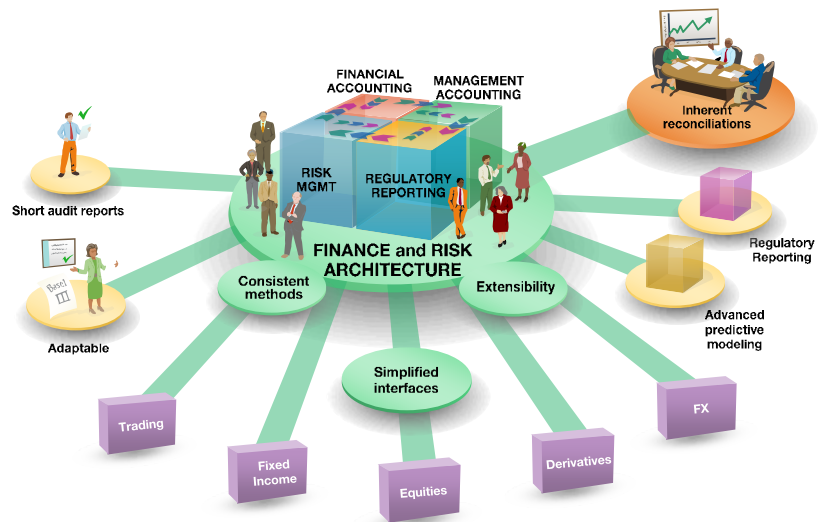 FINANCIAL
ACCOUNTING
MANAGEMENT
ACCOUNTING
RISK
MGMT
REGULATORY
REPORTING
FINANCE and RISK
ARCHITECTURE
Inherent
reconciliations
Short audit reports
Regulatory
Reporting
Basel
III
Adaptable
Advanced
predictive
modeling
Consistent
methods
Extensibility
Simplified
interfaces
Trading
Fixed
Income
Equities
Derivatives
FX